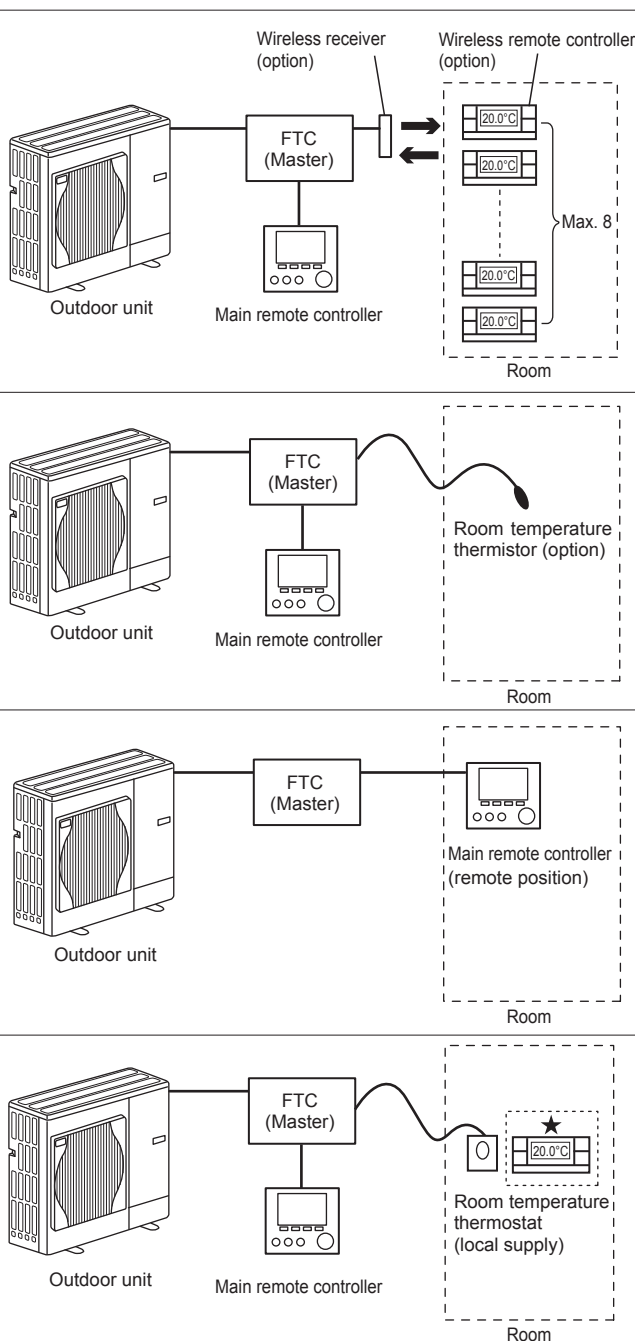 Wireless receiver
(option)
Wireless remote controller
(option)
FTC
(Master)
20.0°C
20.0°C
Max. 8
20.0°C
20.0°C
Outdoor unit
Main remote controller
Room
FTC
(Master)
Room temperature
thermistor (option)
Outdoor unit
Main remote controller
Room
FTC
(Master)
Main remote controller
(remote position)
Outdoor unit
Room
FTC
(Master)
20.0°C
Room temperature
thermostat
(local supply)
Outdoor unit
Main remote controller
Room